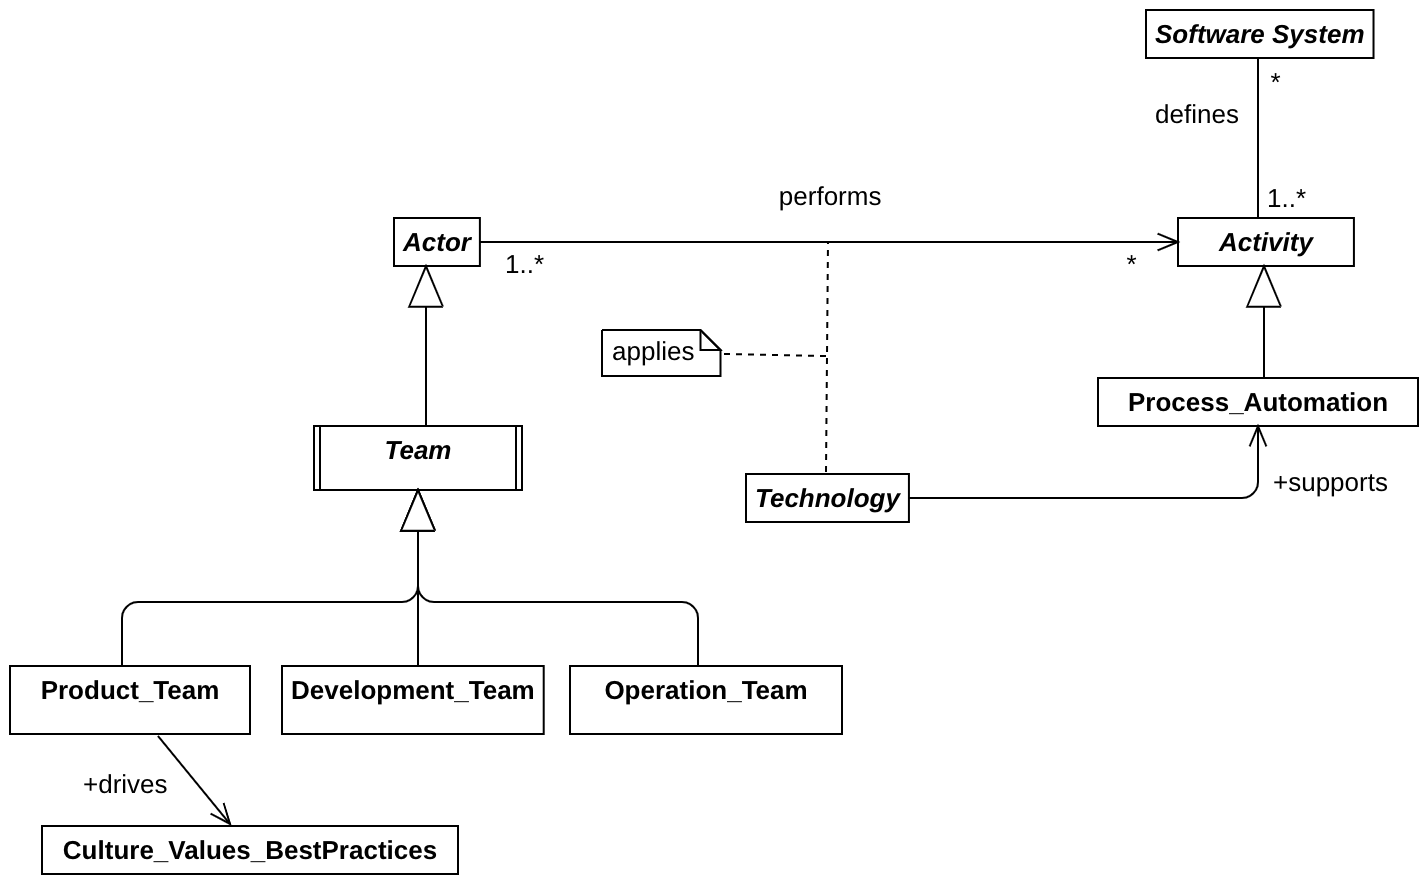 Software System
*
defines
performs
1..*
Actor
Activity
1..*
*
applies
Process_Automation
Team
+supports
Technology
Product_Team
Development_Team
Operation_Team
+drives
Culture_Values_BestPractices